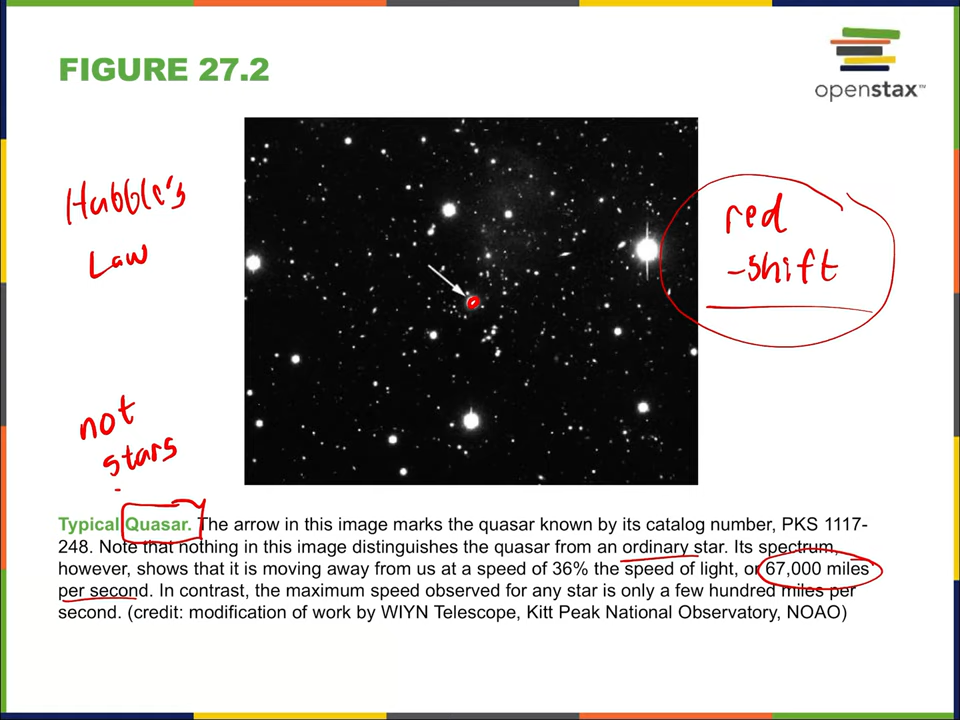 FIGURE 27.2
openstax™
Hubble's
Law
red
-shift
not
stars
Typical Quasar. The arrow in this image marks the quasar known by its catalog number, PKS 1117-
248. Note that nothing in this image distinguishes the quasar from an ordinary star. Its spectrum,
however, shows that it is moving away from us at a speed of 36% the speed of light, or 67,000 miles
per second. In contrast, the maximum speed observed for any star is only a few hundred miles per
second. (credit: modification of work by WIYN Telescope, Kitt Peak National Observatory, NOAO)